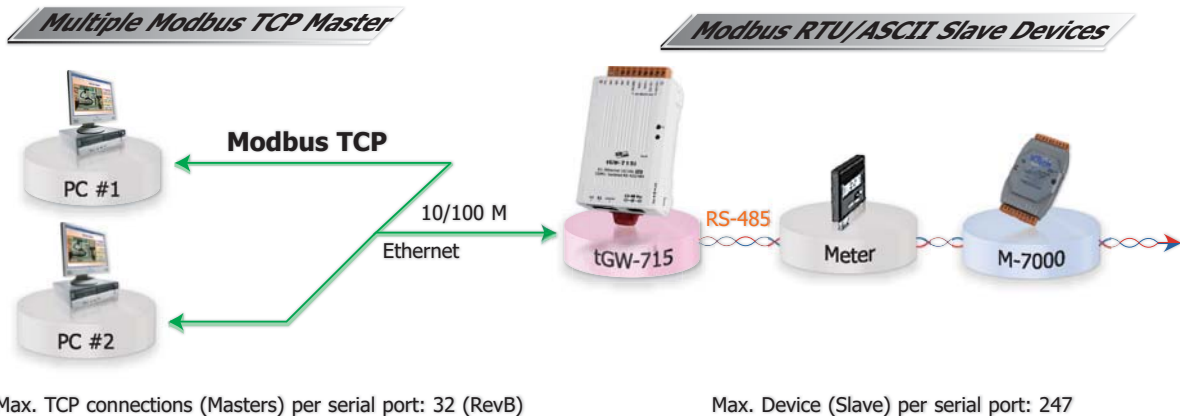 Multiple Modbus TCP Master
Modbus RTU/ASCII Slave Devices
Modbus TCP
PC #1
10/100 M
Ethernet
RS-485
tGW-715
Meter
M-7000
PC #2
Max. TCP connections (Masters) per serial port: 32 (RevB)
Max. Device (Slave) per serial port: 247